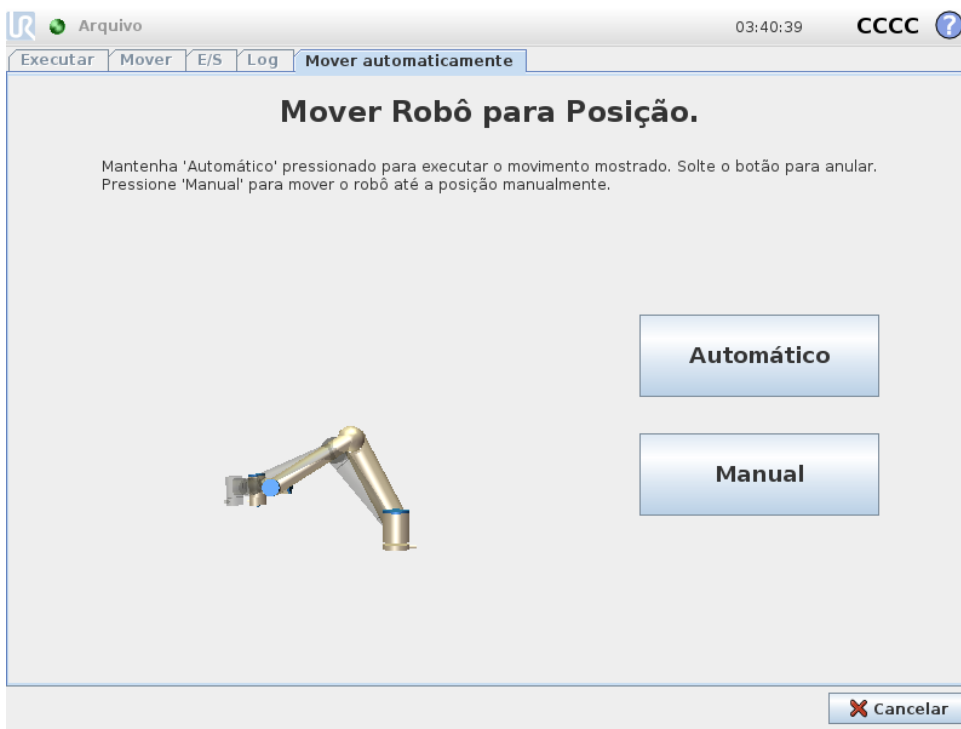 UR Arquivo 03:40:39 CCCC ?
Executar Mover E/S Log Mover automaticamente
Mover Robô para Posição.
Mantenha 'Automático' pressionado para executar o movimento mostrado. Solte o botão para anular.
Pressione 'Manual' para mover o robô até a posição manualmente.
Automático
Manual
Cancelar